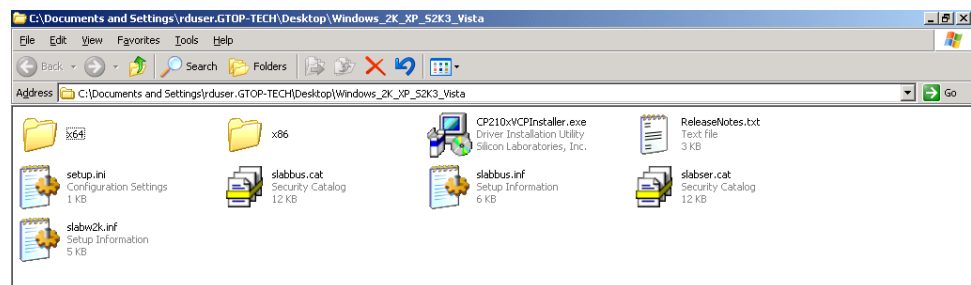 C:\Documents and Settings\rduser.GTOP-TECH\Desktop\Windows_2K_XP_S2K3_Vista
File Edit View Favorites Tools Help
Back Search Folders
Address C:\Documents and Settings\rduser.GTOP-TECH\Desktop\Windows_2K_XP_S2K3_Vista Go
x64
x86
CP210xVCPInstaller.exe
Driver Installation Utility
Silicon Laboratories, Inc.
ReleaseNotes.txt
Text file
3 KB
setup.ini
Configuration Settings
1 KB
slabbus.cat
Security Catalog
12 KB
slabbus.inf
Setup Information
6 KB
slabser.cat
Security Catalog
12 KB
slabw2k.inf
Setup Information
5 KB